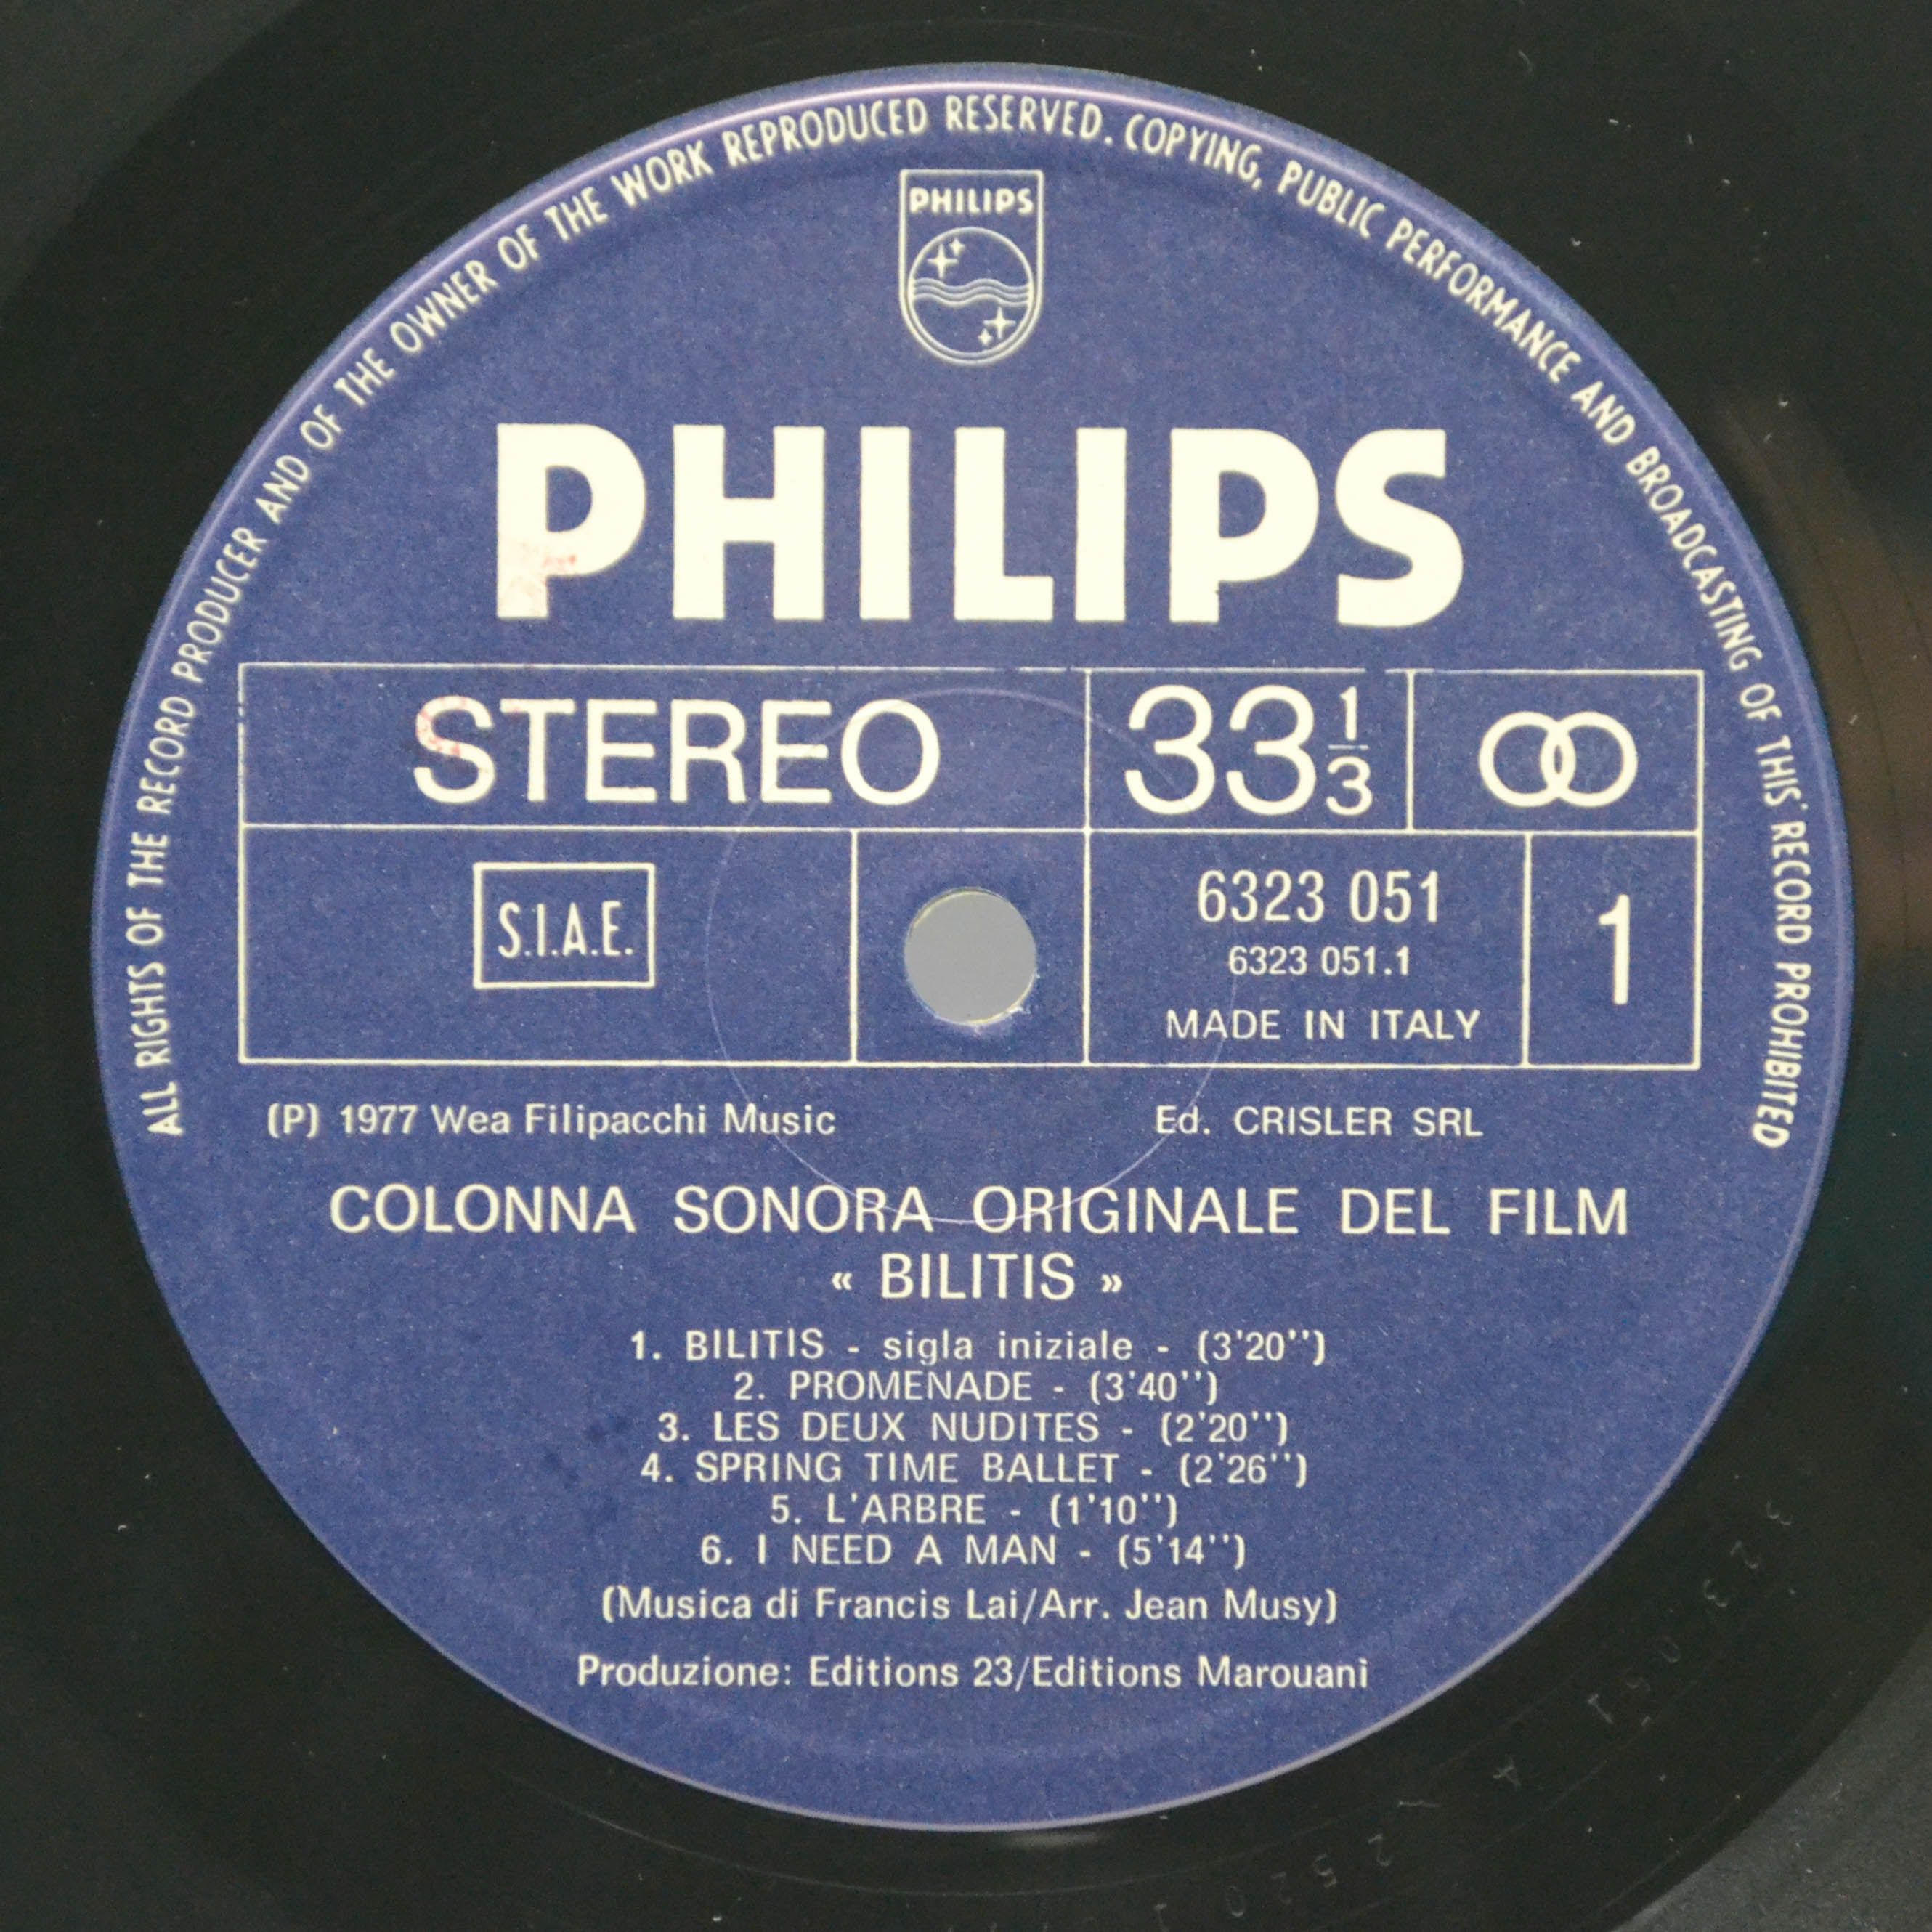 ALL RIGHTS OF THE RECORD PRODUCER AND OF THE OWNER OF THE WORK REPRODUCED RESERVED. COPYING, PUBLIC PERFORMANCE AND BROADCASTING OF THIS RECORD PROHIBITED
PHILIPS
PHILIPS
STEREO
33 1/3
S.I.A.E.
6323 051
6323 051.1
MADE IN ITALY
1
(P) 1977 Wea Filipacchi Music
Ed. CRISLER SRL
COLONNA SONORA ORIGINALE DEL FILM
« BILITIS »
1. BILITIS - sigla iniziale - (3'20'')
2. PROMENADE - (3'40'')
3. LES DEUX NUDITES - (2'20'')
4. SPRING TIME BALLET - (2'26'')
5. L'ARBRE - (1'10'')
6. I NEED A MAN - (5'14'')
(Musica di Francis Lai/Arr. Jean Musy)
Produzione: Editions 23/Editions Marouani